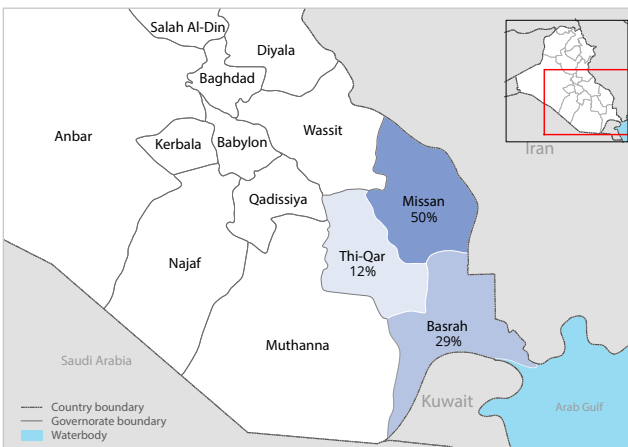 Salah Al-Din
Diyala
Baghdad
Anbar
Wassit
Kerbala
Babylon
Iran
Qadissiya
Missan
50%
Thi-Qar
12%
Najaf
Basrah
29%
Muthanna
Saudi Arabia
Kuwait
Arab Gulf
Country boundary
Governorate boundary
Waterbody